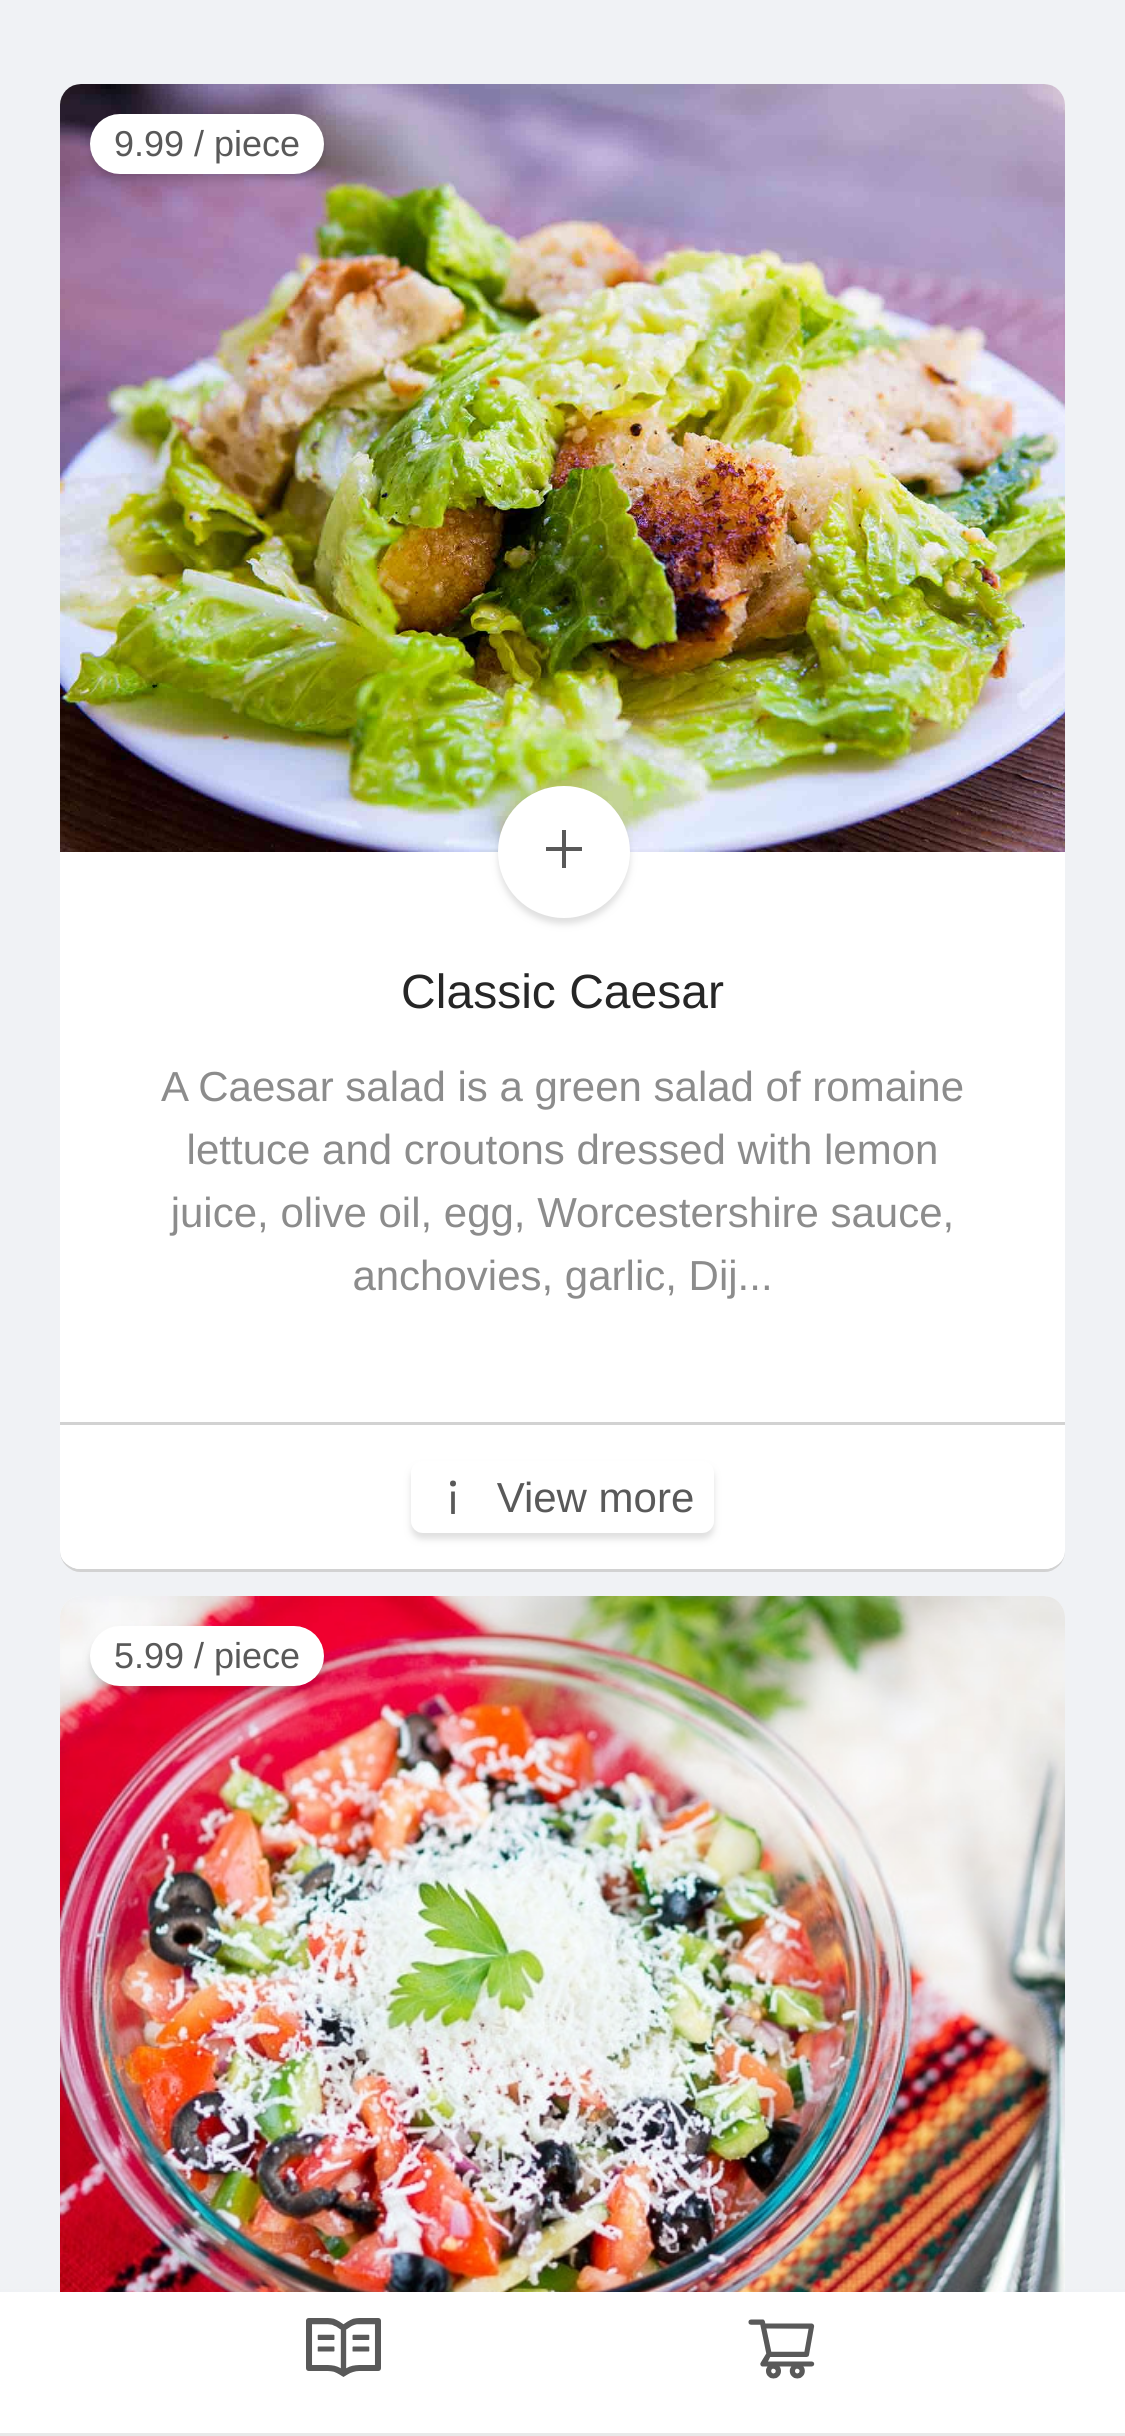 9.99 / piece
Classic Caesar
A Caesar salad is a green salad of romaine
lettuce and croutons dressed with lemon
juice, olive oil, egg, Worcestershire sauce,
anchovies, garlic, Dij...
View more
5.99 / piece